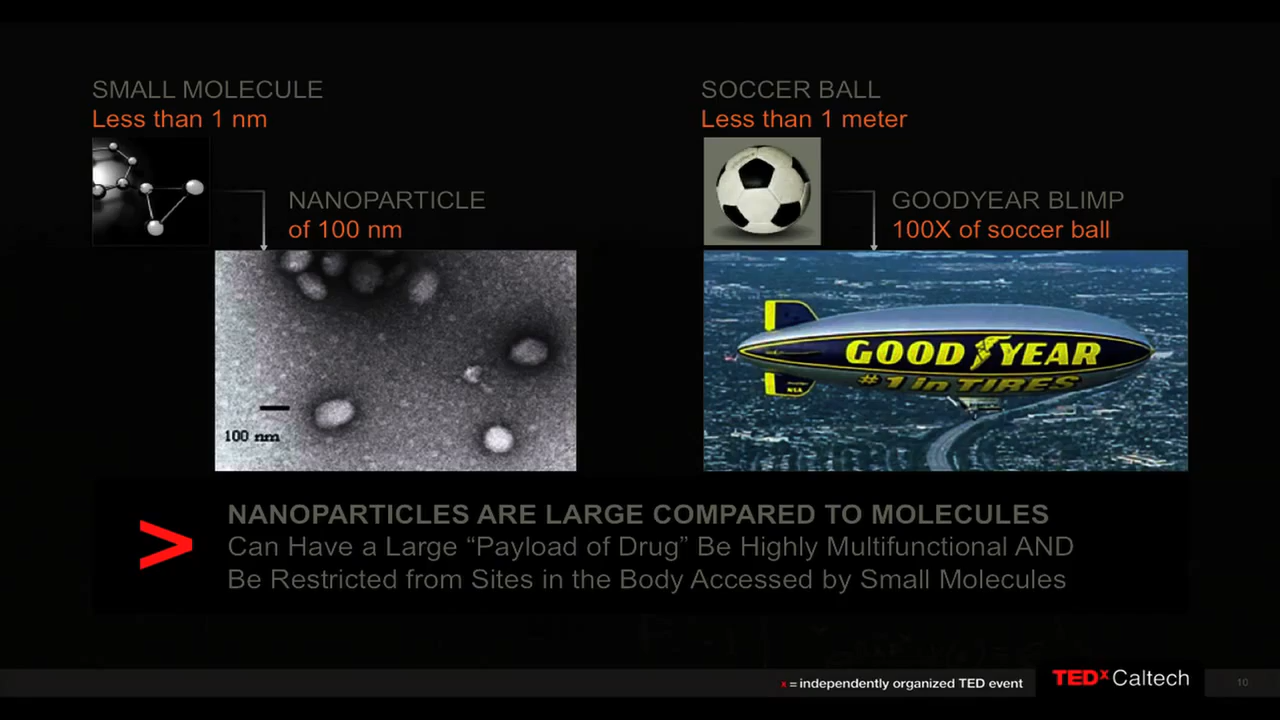 SMALL MOLECULE
Less than 1 nm
NANOPARTICLE
of 100 nm
100 nm
SOCCER BALL
Less than 1 meter
GOODYEAR BLIMP
100X of soccer ball
GOOD YEAR
#1 in TIRES
> NANOPARTICLES ARE LARGE COMPARED TO MOLECULES
Can Have a Large “Payload of Drug” Be Highly Multifunctional AND
Be Restricted from Sites in the Body Accessed by Small Molecules
x = independently organized TED event
TEDx Caltech
10